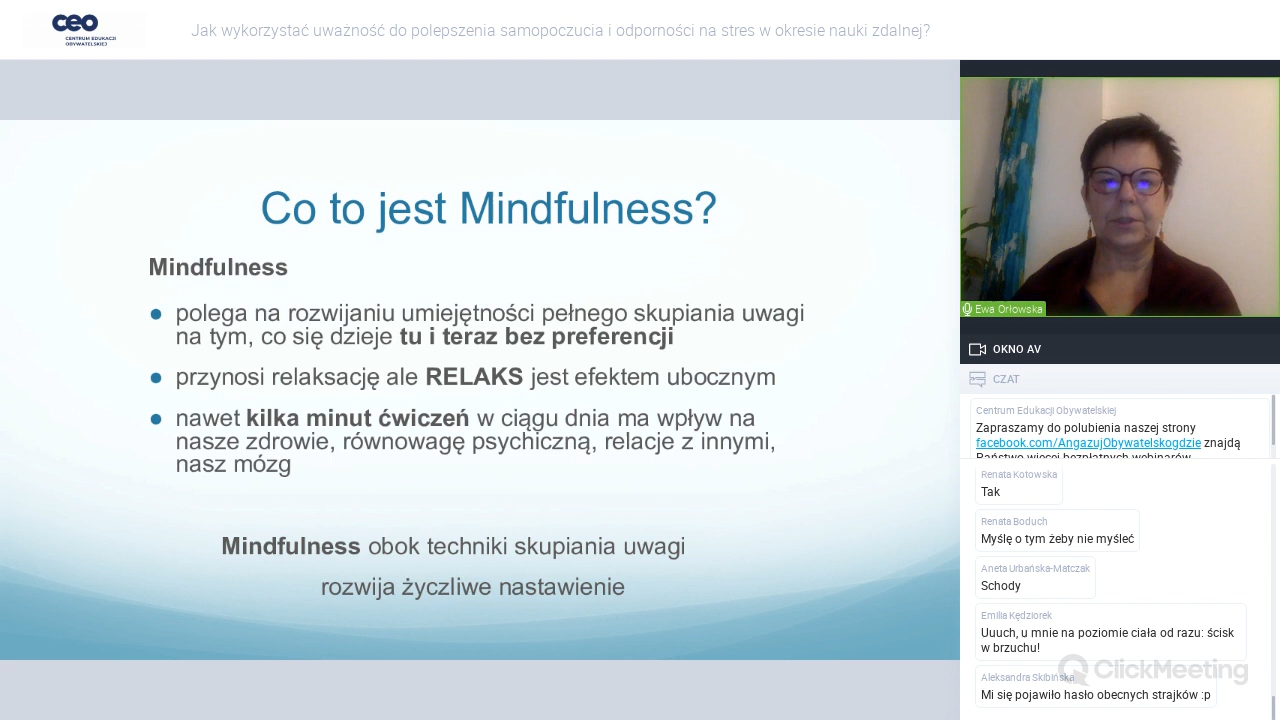 ceo
CENTRUM EDUKACJI
OBYWATELSKIEJ
Jak wykorzystać uważność do polepszenia samopoczucia i odporności na stres w okresie nauki zdalnej?
Co to jest Mindfulness?
Mindfulness
● polega na rozwijaniu umiejętności pełnego skupiania uwagi
na tym, co się dzieje tu i teraz bez preferencji
● przynosi relaksację ale RELAKS jest efektem ubocznym
● nawet kilka minut ćwiczeń w ciągu dnia ma wpływ na
nasze zdrowie, równowagę psychiczną, relacje z innymi,
nasz mózg
Mindfulness obok techniki skupiania uwagi
rozwija życzliwe nastawienie
Ewa Orłowska
OKNO AV
CZAT
Centrum Edukacji Obywatelskiej
Zapraszamy do polubienia naszej strony
facebook.com/AngazujObywatelskogdzie znajdą
Państwo więcej bezpłatnych webinarów
Renata Kotowska
Tak
Renata Boduch
Myślę o tym żeby nie myśleć
Aneta Urbańska-Matczak
Schody
Emilia Kędziorek
Uuuch, u mnie na poziomie ciała od razu: ścisk
w brzuchu!
Aleksandra Skibińska
Mi się pojawiło hasło obecnych strajków :p
ClickMeeting